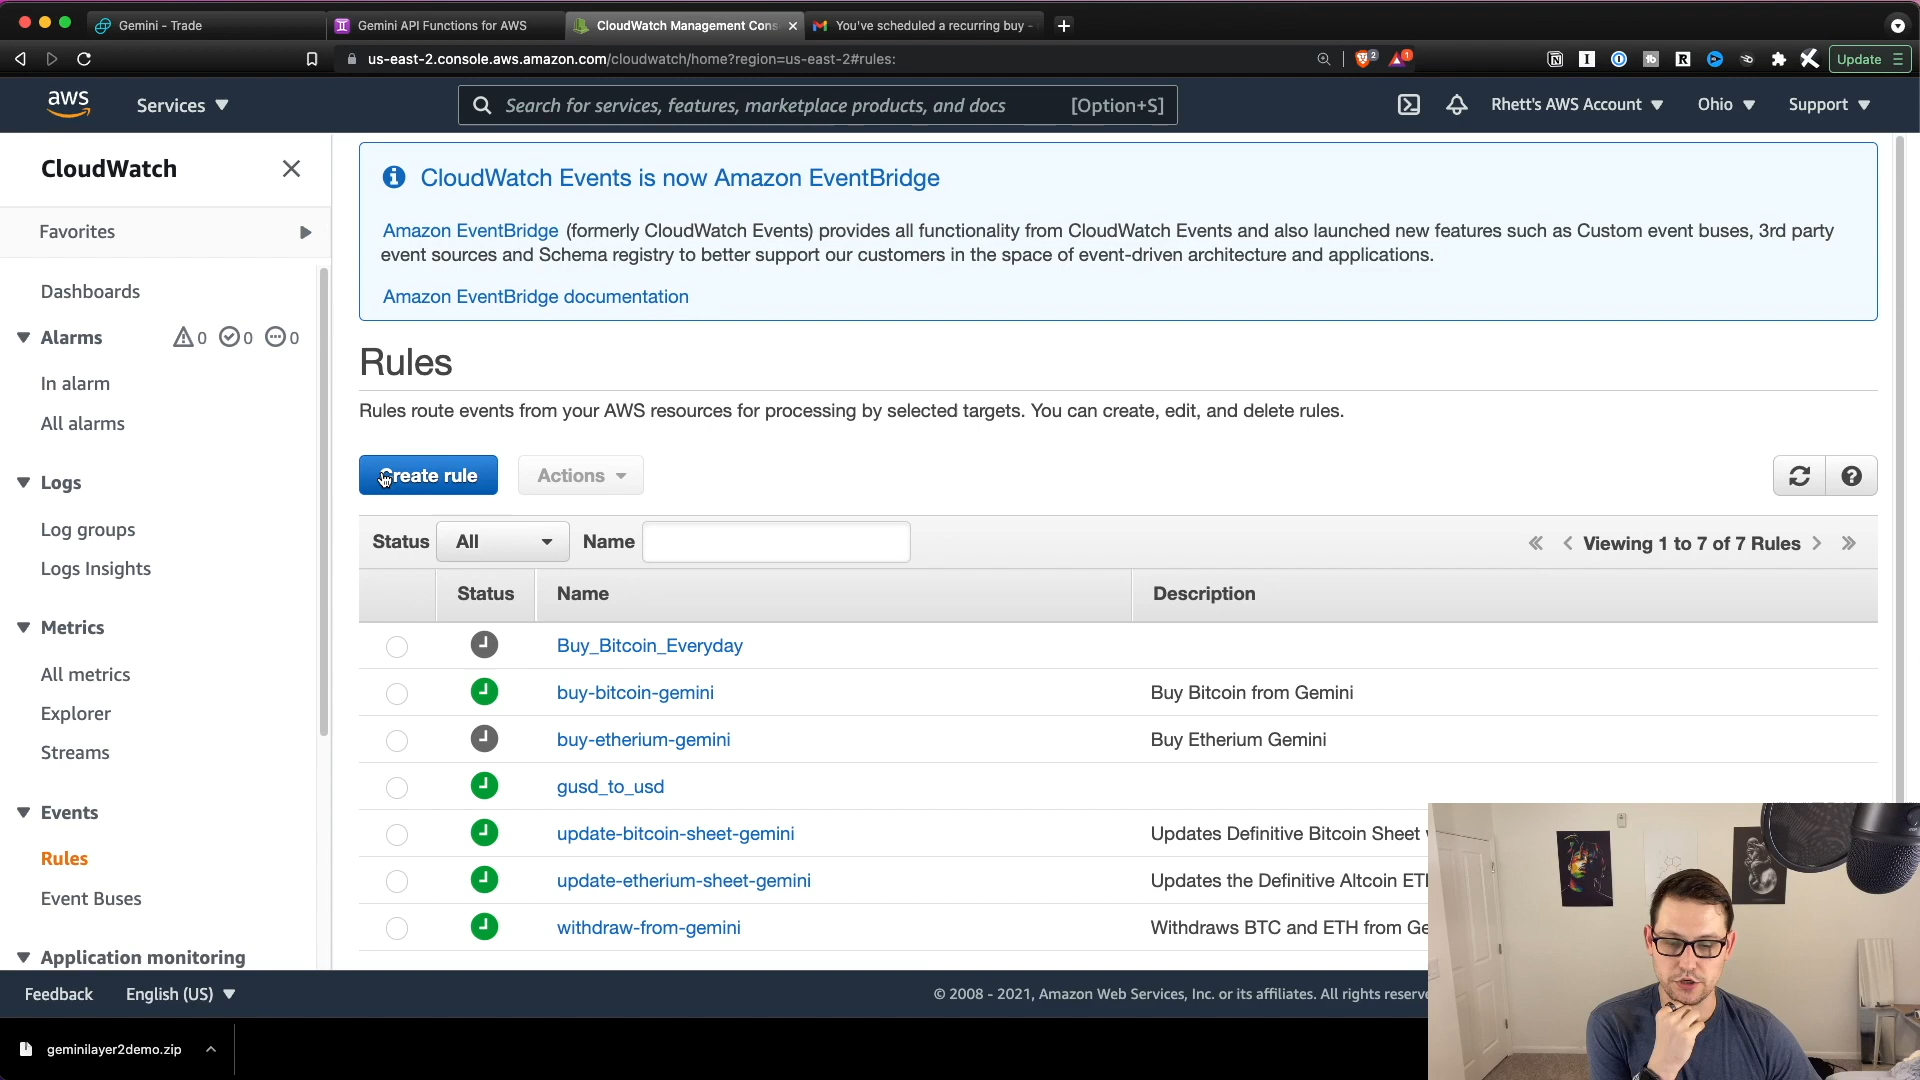 Gemini - Trade
Gemini API Functions for AWS
CloudWatch Management Cons
You've scheduled a recurring buy -
us-east-2.console.aws.amazon.com/cloudwatch/home?region=us-east-2#rules:
2
1
Update
aws
Services
Search for services, features, marketplace products, and docs [Option+S]
Rhett's AWS Account
Ohio
Support
CloudWatch
Favorites
Dashboards
Alarms 0 0 0
In alarm
All alarms
Logs
Log groups
Logs Insights
Metrics
All metrics
Explorer
Streams
Events
Rules
Event Buses
Application monitoring
CloudWatch Events is now Amazon EventBridge
Amazon EventBridge (formerly CloudWatch Events) provides all functionality from CloudWatch Events and also launched new features such as Custom event buses, 3rd party
event sources and Schema registry to better support our customers in the space of event-driven architecture and applications.
Amazon EventBridge documentation
Rules
Rules route events from your AWS resources for processing by selected targets. You can create, edit, and delete rules.
Create rule
Actions
Status All Name
Viewing 1 to 7 of 7 Rules
Status Name Description
Buy_Bitcoin_Everyday
buy-bitcoin-gemini Buy Bitcoin from Gemini
buy-etherium-gemini Buy Etherium Gemini
gusd_to_usd
update-bitcoin-sheet-gemini Updates Definitive Bitcoin Sheet
update-etherium-sheet-gemini Updates the Definitive Altcoin
withdraw-from-gemini Withdraws BTC and ETH from
Feedback
English (US)
© 2008 - 2021, Amazon Web Services, Inc. or its affiliates. All rights
geminilayer2demo.zip